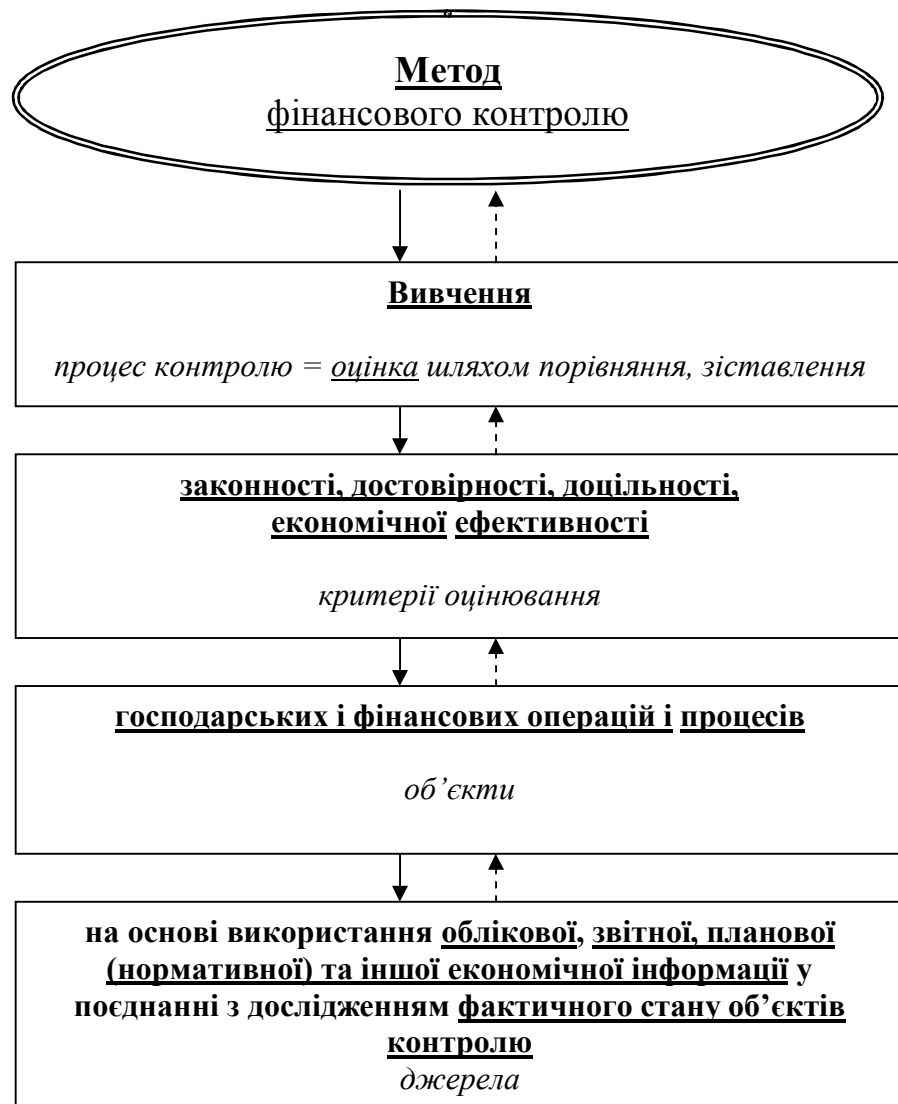 Метод
фінансового контролю
Вивчення
процес контролю = оцінка шляхом порівняння, зіставлення
законності, достовірності, доцільності,
економічної ефективності
критерії оцінювання
господарських і фінансових операцій і процесів
об’єкти
на основі використання облікової, звітної, планової
(нормативної) та іншої економічної інформації у
поєднанні з дослідженням фактичного стану об’єктів
контролю
джерела